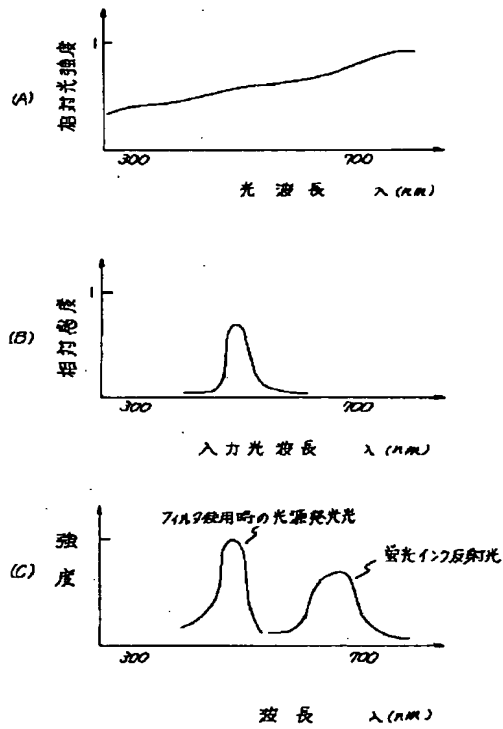 (A)
相対光強度
1
300
700
光波長 λ(nm)
(B)
相対感度
1
300
700
入力光波長 λ(nm)
(C)
強度
フィルタ使用時の光源発光光
蛍光インク反射光
300
700
波長 λ(nm)